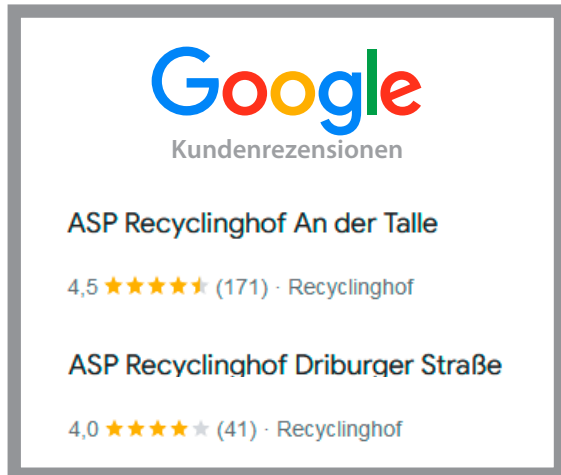 Google
Kundenrezensionen
ASP Recyclinghof An der Talle
4,5 ★★★★★ (171) · Recyclinghof
ASP Recyclinghof Driburger Straße
4,0 ★★★★★ (41) · Recyclinghof